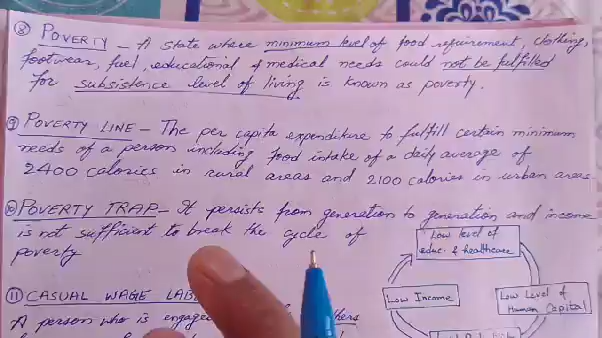 ⑧ POVERTY - A state where minimum level of food requirement, clothing,
footwear, fuel, educational & medical needs could not be fulfilled
for subsistence level of living is known as poverty.
⑨ POVERTY LINE - The per capita expenditure to fulfill certain minimum
needs of a person including food intake of a daily average of
2400 calories in rural areas and 2100 calories in urban areas
⑩ POVERTY TRAP - It persists from generation to generation and income
is not sufficient to break the cycle of
poverty
Low level of
educ. & healthcare
Low Income
Low Level of
Human Capital
⑪ CASUAL WAGE
A person who is engaged